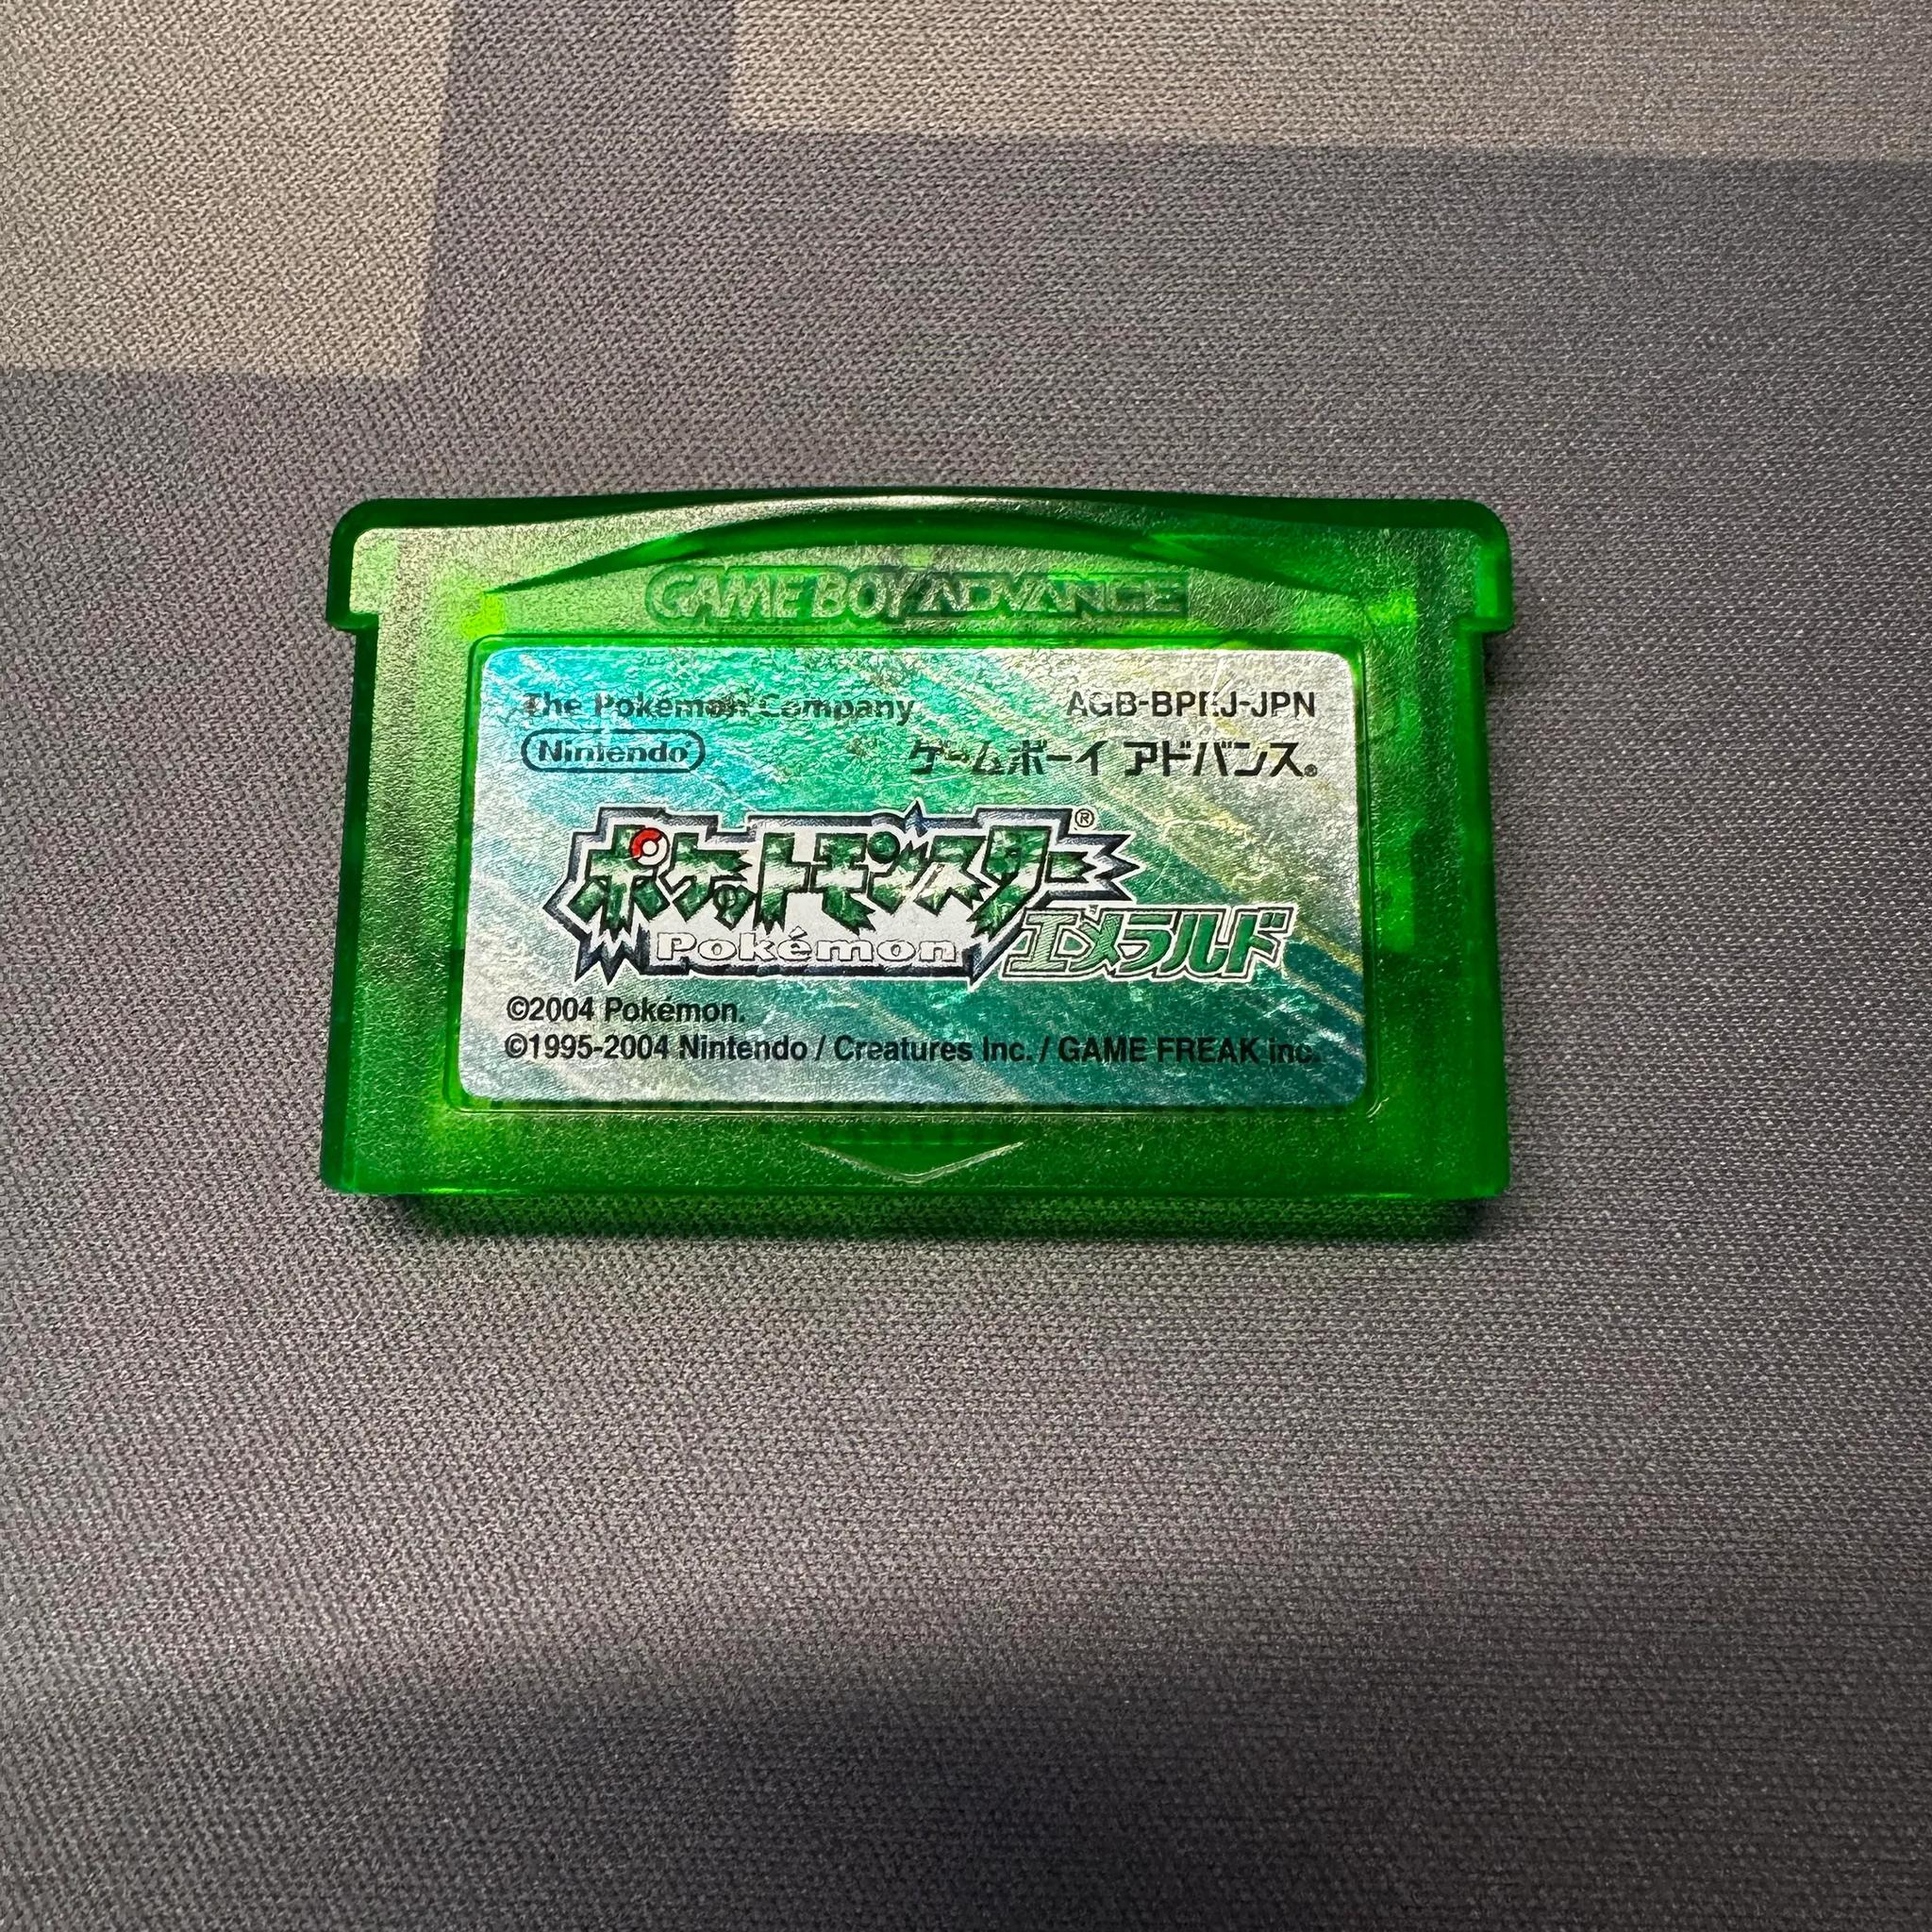 GAME BOY ADVANCE
The Pokémon Company
AGB-BPEJ-JPN
Nintendo®
ゲームボーイ アドバンス®
ポケットモンスター®
Pokémon
エメラルド
©2004 Pokémon.
©1995-2004 Nintendo / Creatures Inc. / GAME FREAK inc.